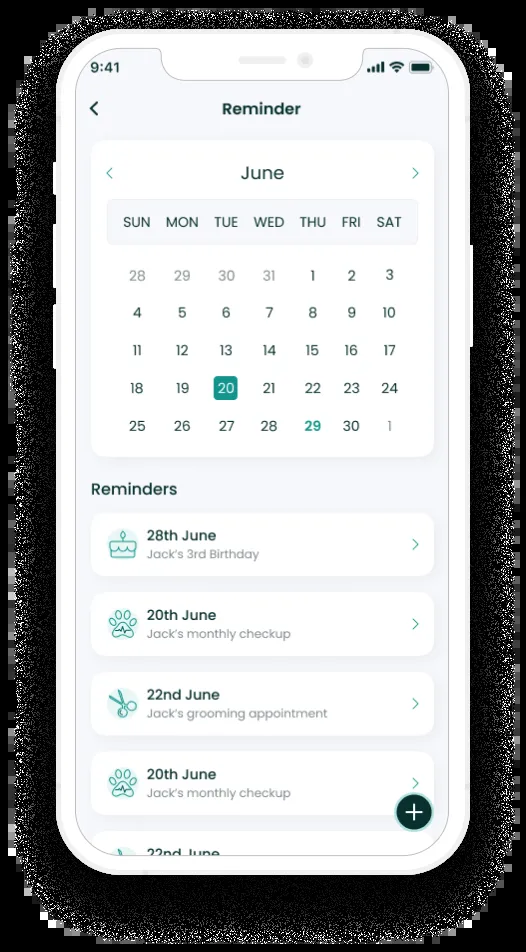 9:41
Reminder
June
SUN MON TUE WED THU FRI SAT
28 29 30 31 1 2 3
4 5 6 7 8 9 10
11 12 13 14 15 16 17
18 19 20 21 22 23 24
25 26 27 28 29 30 1
Reminders
28th June
Jack's 3rd Birthday
20th June
Jack's monthly checkup
22nd June
Jack's grooming appointment
20th June
Jack's monthly checkup
22nd June